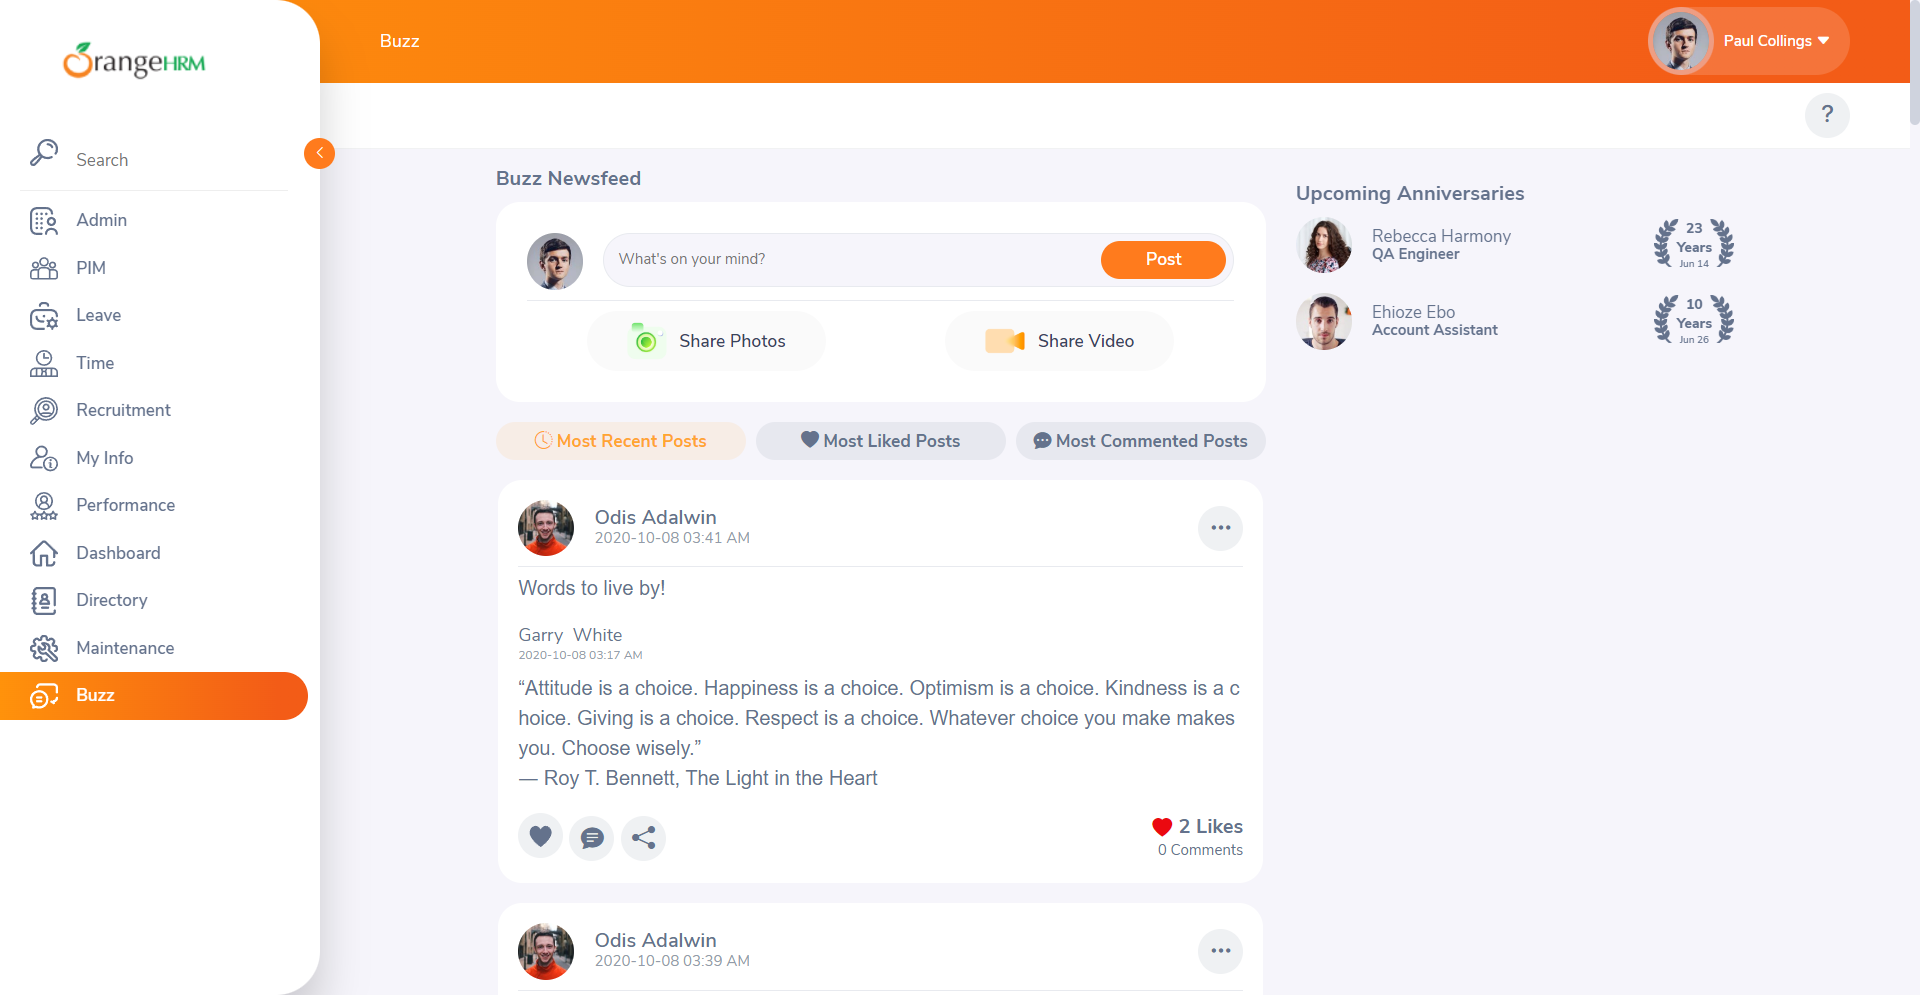 OrangeHRM
Search
Admin
PIM
Leave
Time
Recruitment
My Info
Performance
Dashboard
Directory
Maintenance
Buzz
Buzz
Paul Collings
?
Buzz Newsfeed
What's on your mind?
Post
Share Photos
Share Video
Most Recent Posts
Most Liked Posts
Most Commented Posts
Odis Adalwin
2020-10-08 03:41 AM
Words to live by!
Garry White
2020-10-08 03:17 AM
“Attitude is a choice. Happiness is a choice. Optimism is a choice. Kindness is a c
hoice. Giving is a choice. Respect is a choice. Whatever choice you make makes
you. Choose wisely.”
— Roy T. Bennett, The Light in the Heart
2 Likes
0 Comments
Odis Adalwin
2020-10-08 03:39 AM
Upcoming Anniversaries
Rebecca Harmony
QA Engineer
23
Years
Jun 14
Ehioze Ebo
Account Assistant
10
Years
Jun 26